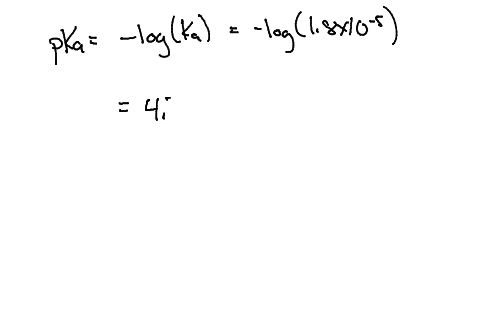 pKa = -log(Ka) = -log(1.8x10^-5)
= 4.